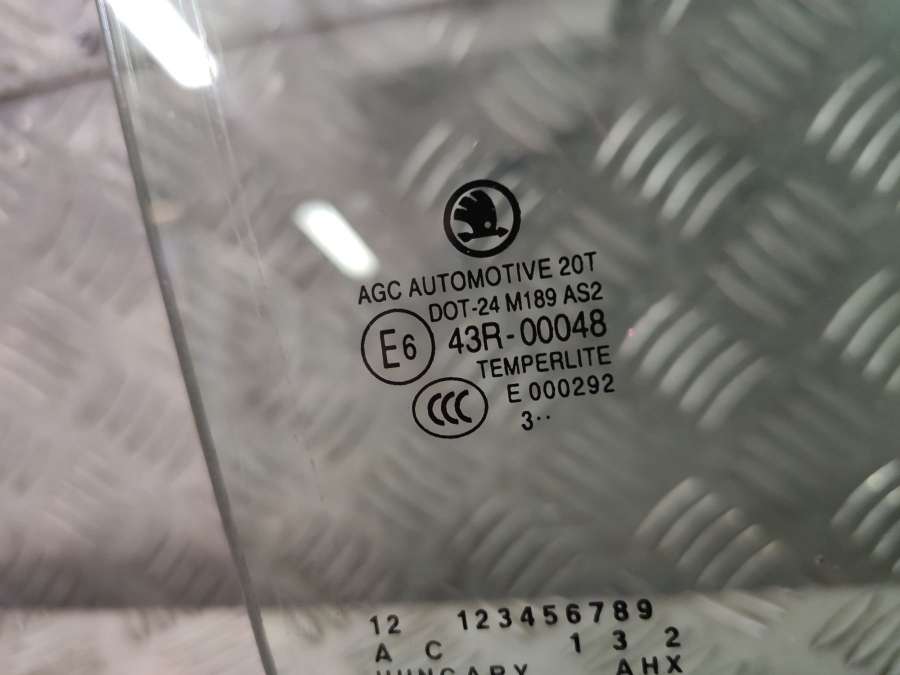 AGC AUTOMOTIVE 20T
DOT-24 M189 AS2
E6 43R-00048
TEMPERLITE
CCC E 000292
3··
12 123456789
A C 1 3 2
HUNGARY AHX